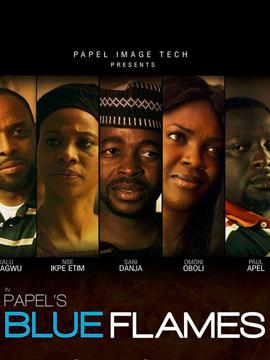 PAPEL IMAGE TECH
PRESENTS
KALU
AGWU
NSE
IKPE ETIM
SANI
DANJA
OMONI
OBOLI
PAUL
APEL
IN
PAPEL'S
BLUE FLAMES